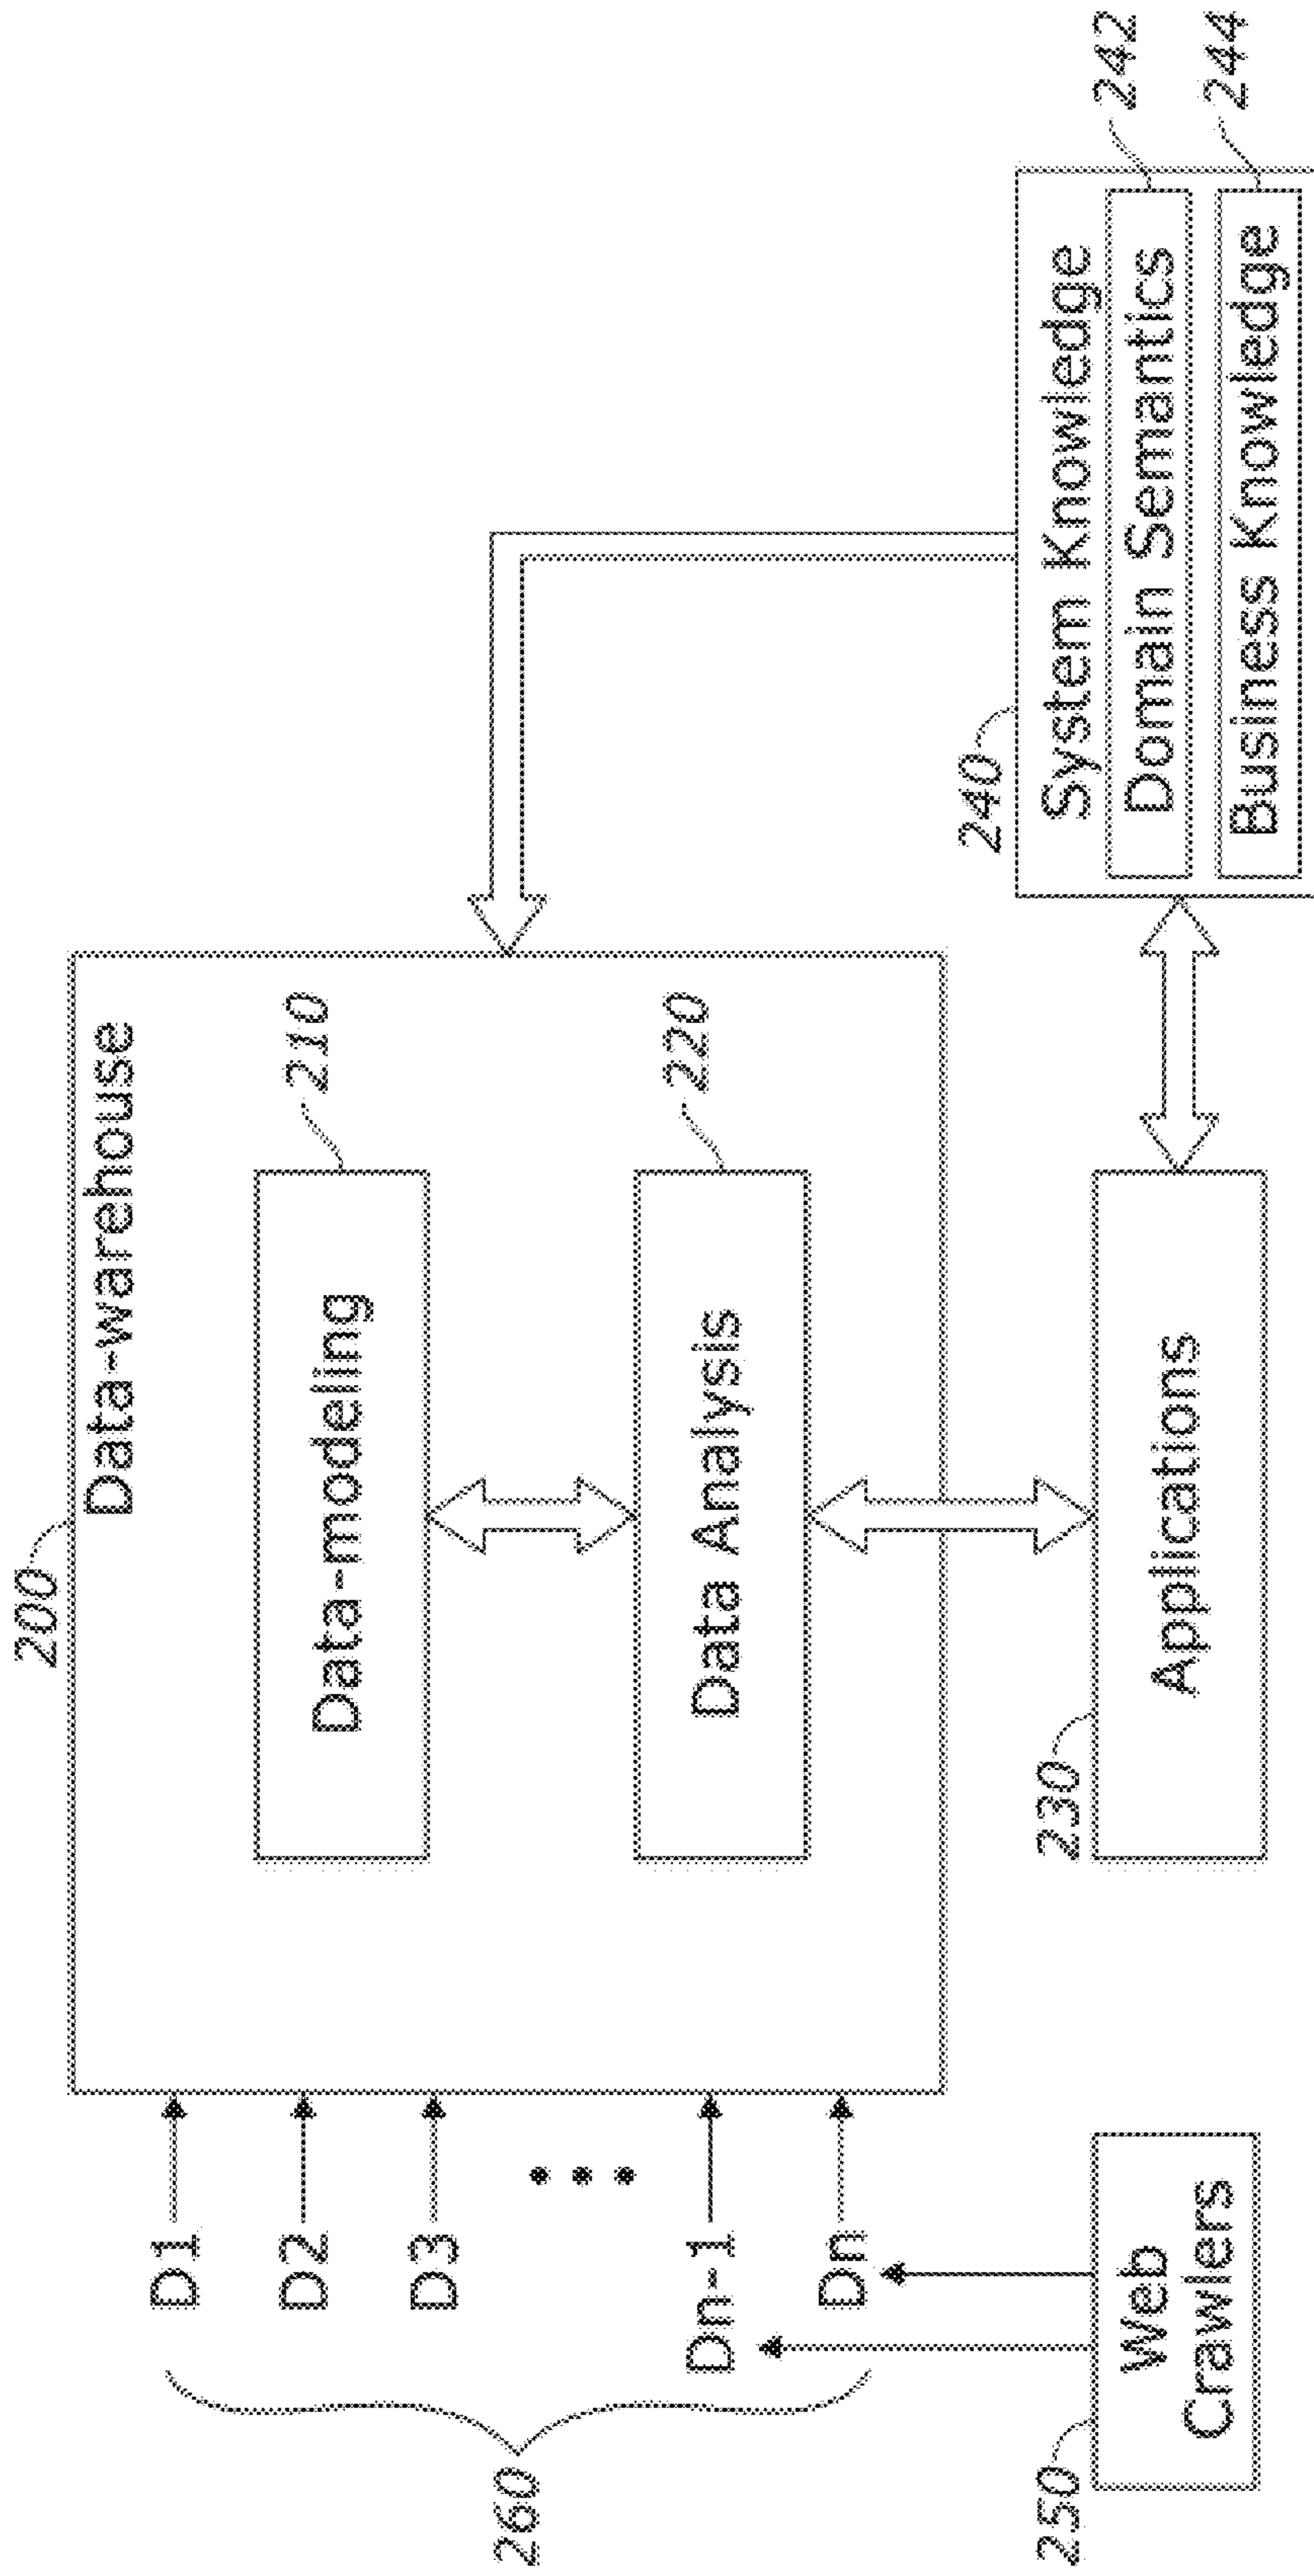 200
Data-warehouse
D1
D2
D3
Dn-1
Dn
260
Data-modeling
210
Data Analysis
220
240
System Knowledge
Domain Semantics
242
Business Knowledge
244
230
Applications
250
Web
Crawlers